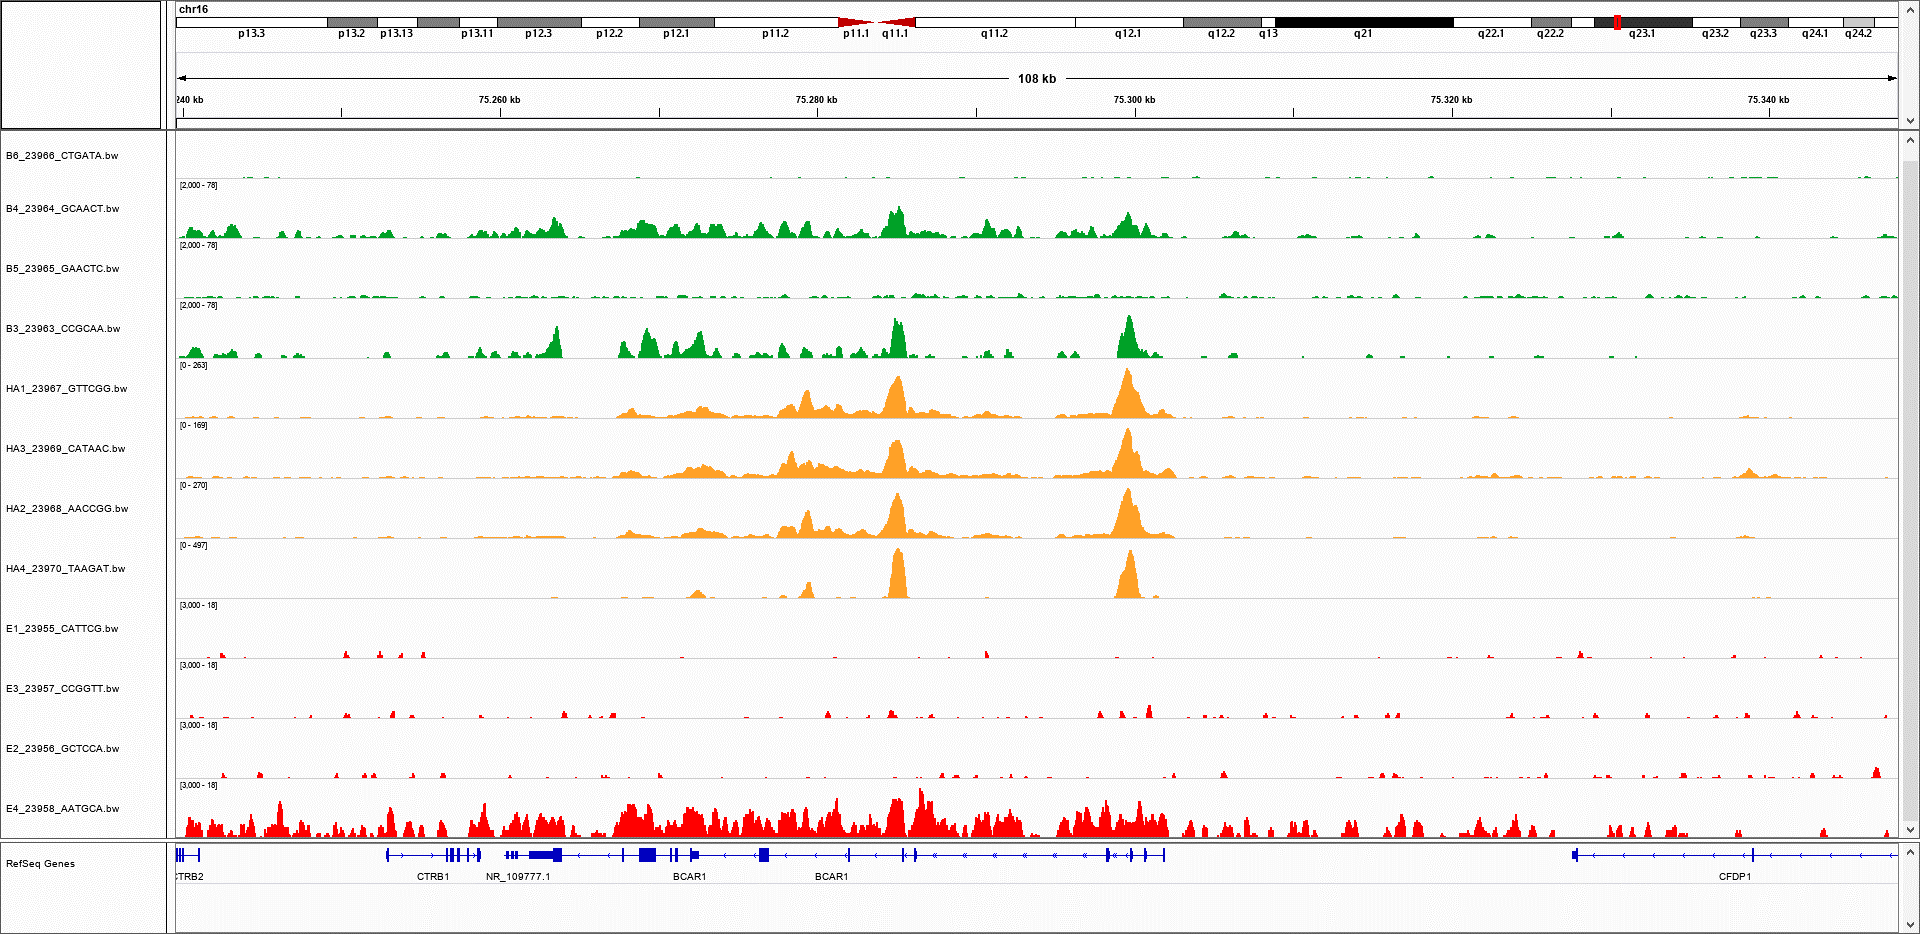 chr16
p13.3 p13.2 p13.13 p13.11 p12.3 p12.2 p12.1 p11.2 p11.1 q11.1 q11.2 q12.1 q12.2 q13 q21 q22.1 q22.2 q23.1 q23.2 q23.3 q24.1 q24.2
108 kb
240 kb 75.260 kb 75.280 kb 75.300 kb 75.320 kb 75.340 kb
B6_23966_CTGATA.bw
[2,000 - 78]
B4_23964_GCAACT.bw
[2,000 - 78]
B5_23965_GAACTC.bw
[2,000 - 78]
B3_23963_CCGCAA.bw
[0 - 263]
HA1_23967_GTTCGG.bw
[0 - 169]
HA3_23969_CATAAC.bw
[0 - 270]
HA2_23968_AACCGG.bw
[0 - 497]
HA4_23970_TAAGAT.bw
[3,000 - 18]
E1_23955_CATTCG.bw
[3,000 - 18]
E3_23957_CCGGTT.bw
[3,000 - 18]
E2_23956_GCTCCA.bw
[3,000 - 18]
E4_23958_AATGCA.bw
RefSeq Genes
CTRB2 CTRB1 NR_109777.1 BCAR1 BCAR1 CFDP1